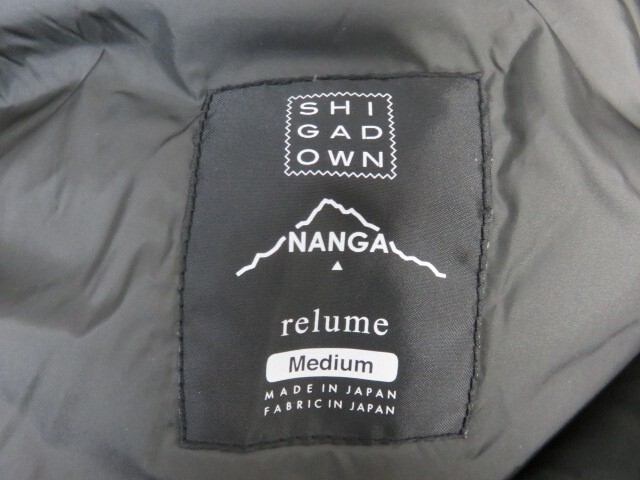 SHI
GAD
OWN
NANGA
relume
Medium
MADE IN JAPAN
FABRIC IN JAPAN